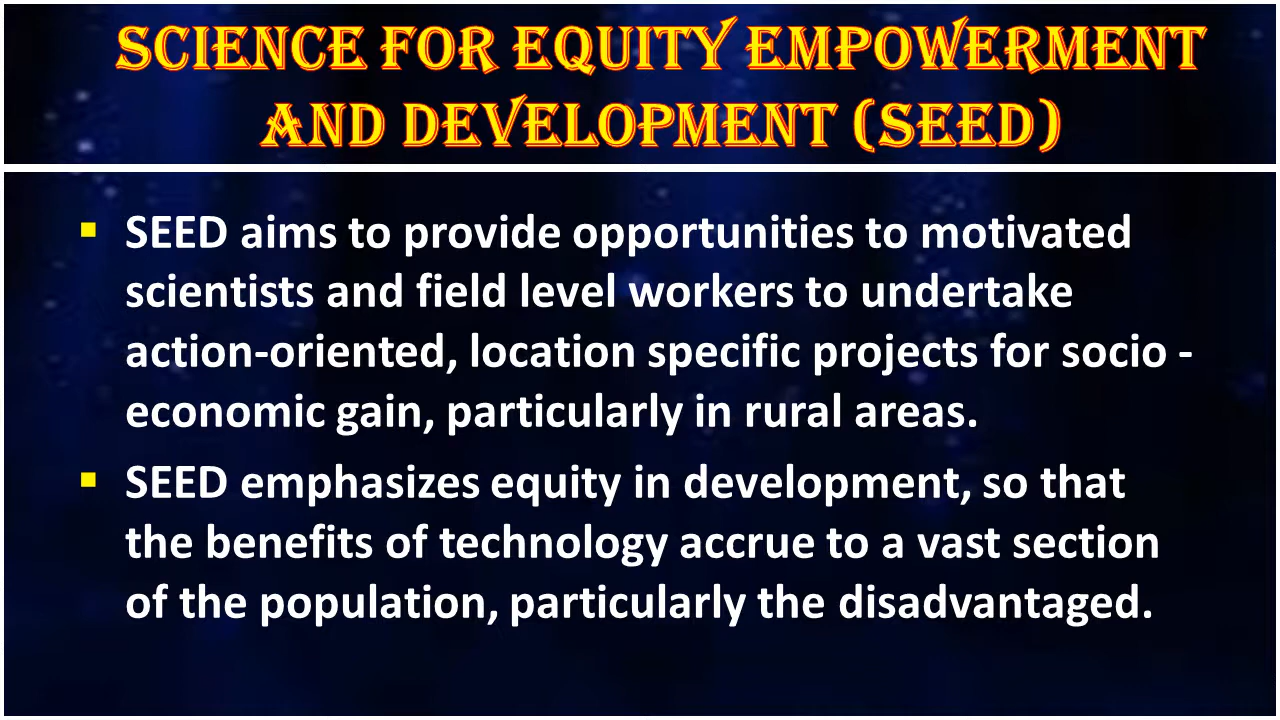 SCIENCE FOR EQUITY EMPOWERMENT
AND DEVELOPMENT (SEED)
SEED aims to provide opportunities to motivated
scientists and field level workers to undertake
action-oriented, location specific projects for socio -
economic gain, particularly in rural areas.
SEED emphasizes equity in development, so that
the benefits of technology accrue to a vast section
of the population, particularly the disadvantaged.